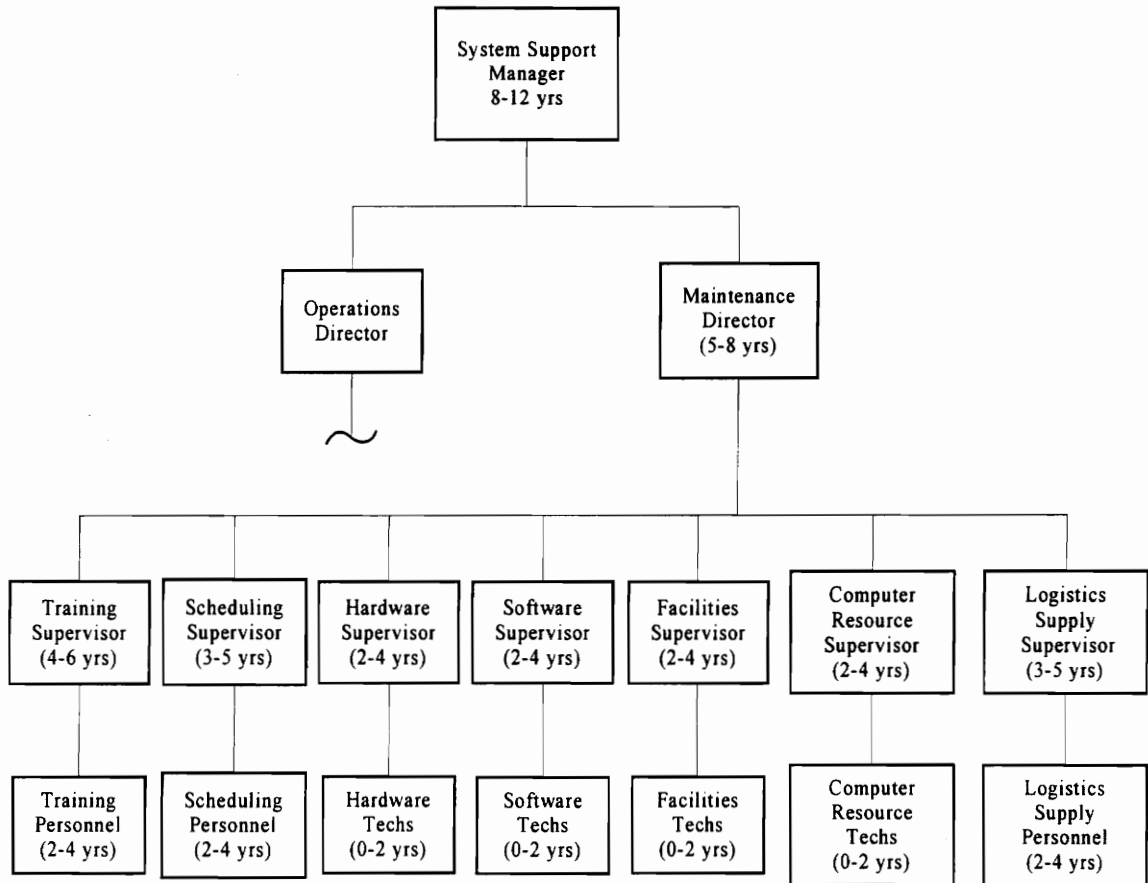 System Support
Manager
8-12 yrs
Operations
Director
Maintenance
Director
(5-8 yrs)
Training
Supervisor
(4-6 yrs)
Scheduling
Supervisor
(3-5 yrs)
Hardware
Supervisor
(2-4 yrs)
Software
Supervisor
(2-4 yrs)
Facilities
Supervisor
(2-4 yrs)
Computer
Resource
Supervisor
(2-4 yrs)
Logistics
Supply
Supervisor
(3-5 yrs)
Training
Personnel
(2-4 yrs)
Scheduling
Personnel
(2-4 yrs)
Hardware
Techs
(0-2 yrs)
Software
Techs
(0-2 yrs)
Facilities
Techs
(0-2 yrs)
Computer
Resource
Techs
(0-2 yrs)
Logistics
Supply
Personnel
(2-4 yrs)